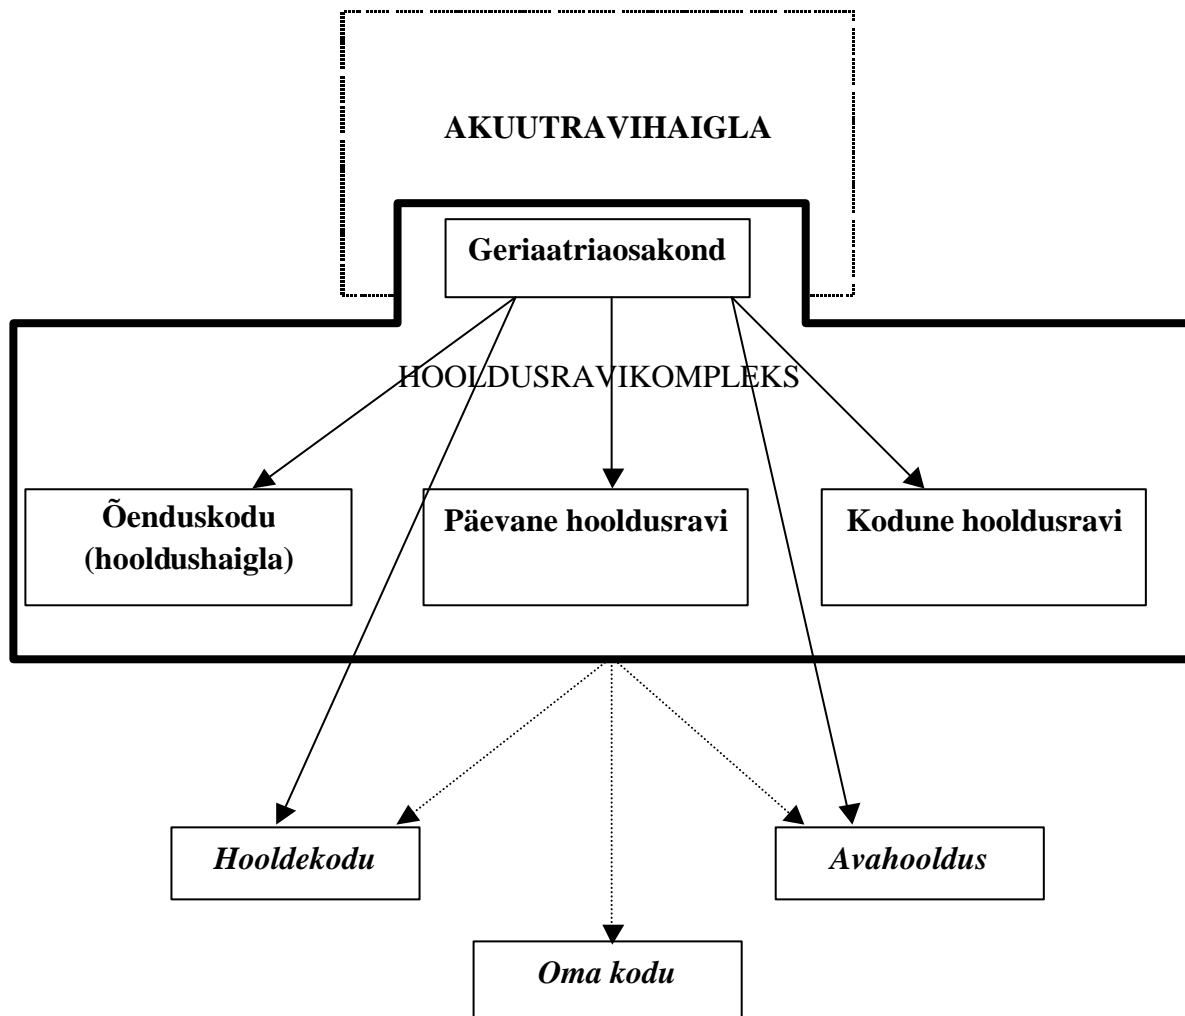 AKUUTRAVIHAIGLA
Geriaatriaosakond
HOOLDUSRAVIKOMPLEKS
Õenduskodu
(hooldushaigla)
Päevane hooldusravi
Kodune hooldusravi
Hooldekodu
Avahooldus
Oma kodu